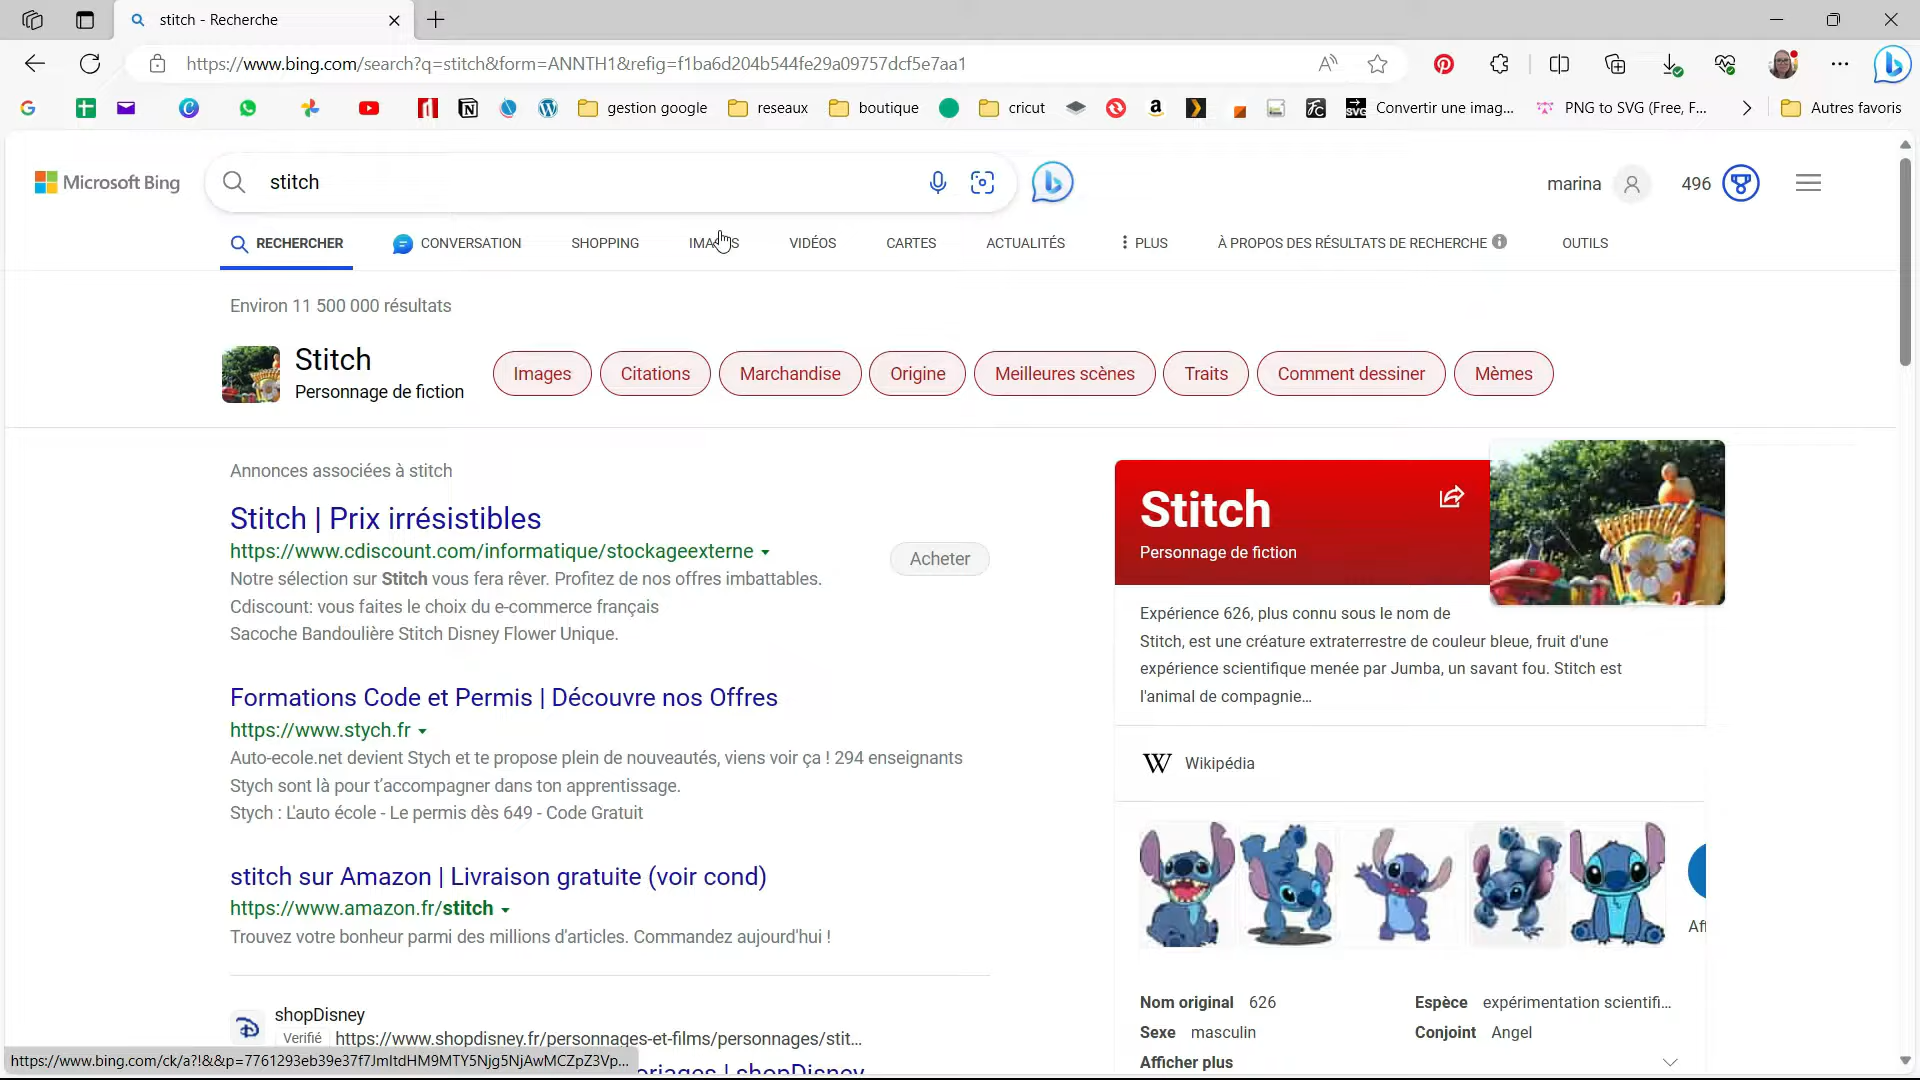 stitch - Recherche
https://www.bing.com/search?q=stitch&form=ANNTH1&refig=f1ba6d204b544fe29a09757dcf5e7aa1
gestion google
reseaux
boutique
cricut
Convertir une imag...
PNG to SVG (Free, F...
Autres favoris
Microsoft Bing
stitch
marina
496
RECHERCHER
CONVERSATION
SHOPPING
IMAGES
VIDÉOS
CARTES
ACTUALITÉS
PLUS
À PROPOS DES RÉSULTATS DE RECHERCHE
OUTILS
Environ 11 500 000 résultats
Stitch
Personnage de fiction
Images
Citations
Marchandise
Origine
Meilleures scènes
Traits
Comment dessiner
Mèmes
Annonces associées à stitch
Stitch | Prix irrésistibles
https://www.cdiscount.com/informatique/stockageexterne
Notre sélection sur Stitch vous fera rêver. Profitez de nos offres imbattables.
Cdiscount: vous faites le choix du e-commerce français
Sacoche Bandoulière Stitch Disney Flower Unique.
Acheter
Formations Code et Permis | Découvre nos Offres
https://www.stych.fr
Auto-ecole.net devient Stych et te propose plein de nouveautés, viens voir ça ! 294 enseignants
Stych sont là pour t'accompagner dans ton apprentissage.
Stych : L'auto école - Le permis dès 649 - Code Gratuit
stitch sur Amazon | Livraison gratuite (voir cond)
https://www.amazon.fr/stitch
Trouvez votre bonheur parmi des millions d'articles. Commandez aujourd'hui !
shopDisney
Verifié https://www.shopdisney.fr/personnages-et-films/personnages/stit...
| shopDisney
https://www.bing.com/ck/a?!&&p=7761293eb39e37f7JmltdHM9MTY5Njg5NjAwMCZpZ3Vp...
Stitch
Personnage de fiction
Expérience 626, plus connu sous le nom de
Stitch, est une créature extraterrestre de couleur bleue, fruit d'une
expérience scientifique menée par Jumba, un savant fou. Stitch est
l'animal de compagnie...
W Wikipédia
Nom original 626
Espèce expérimentation scientifi...
Sexe masculin
Conjoint Angel
Afficher plus